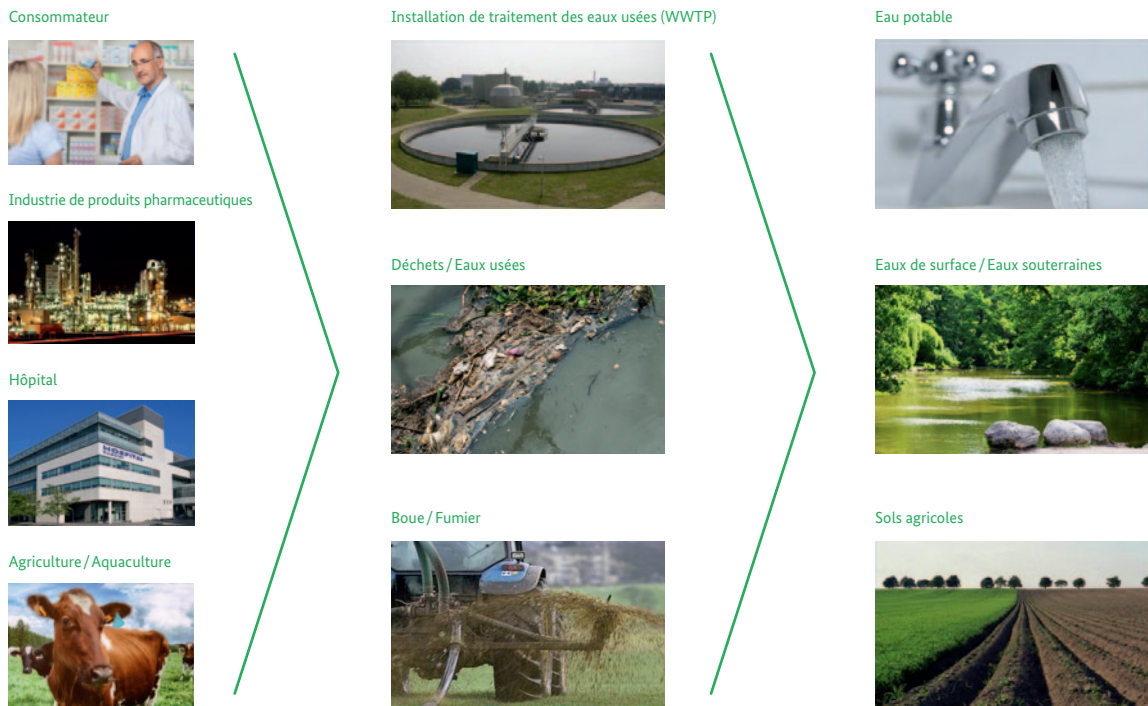 Consommateur
Industrie de produits pharmaceutiques
Hôpital
HOSPITAL
Agriculture / Aquaculture
Installation de traitement des eaux usées (WWTP)
Déchets / Eaux usées
Boue / Fumier
Eau potable
Eaux de surface / Eaux souterraines
Sols agricoles